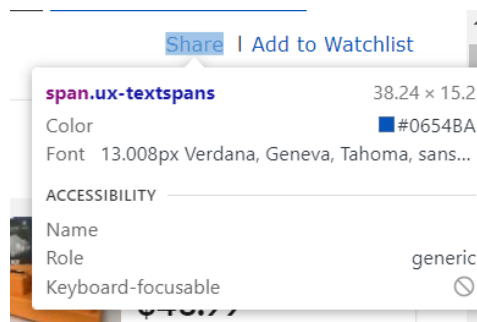 Share | Add to Watchlist
span.ux-textspans 38.24 × 15.2
Color #0654BA
Font 13.008px Verdana, Geneva, Tahoma, sans...
ACCESSIBILITY
Name
Role generic
Keyboard-focusable